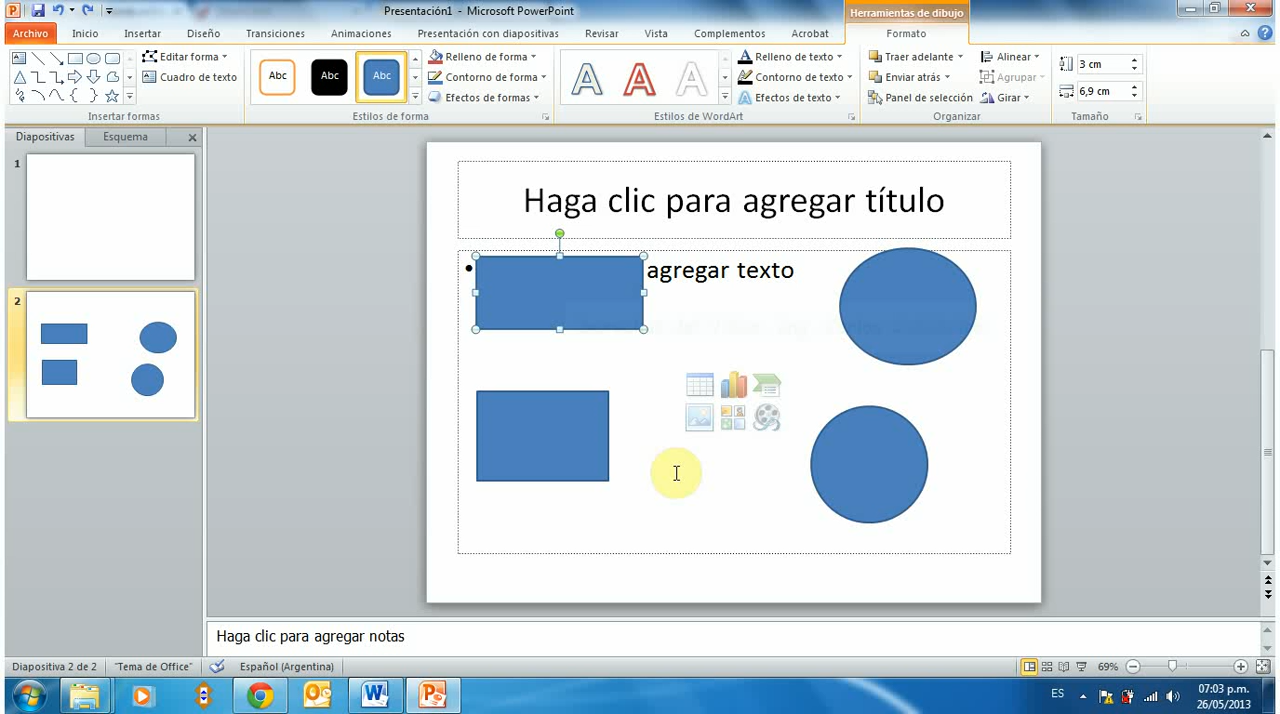 Presentación1 - Microsoft PowerPoint
Herramientas de dibujo
Archivo Inicio Insertar Diseño Transiciones Animaciones Presentación con diapositivas Revisar Vista Complementos Acrobat Formato
Editar forma
Cuadro de texto
Insertar formas
Abc Abc Abc
Relleno de forma
Contorno de forma
Efectos de formas
Estilos de forma
A A A
Relleno de texto
Contorno de texto
Efectos de texto
Estilos de WordArt
Traer adelante
Enviar atrás
Panel de selección
Alinear
Agrupar
Girar
Organizar
3 cm
6,9 cm
Tamaño
Diapositivas Esquema
1
2
Haga clic para agregar título
• agregar texto
Haga clic para agregar notas
Diapositiva 2 de 2 "Tema de Office" Español (Argentina) 69%
ES 07:03 p.m.
26/05/2013